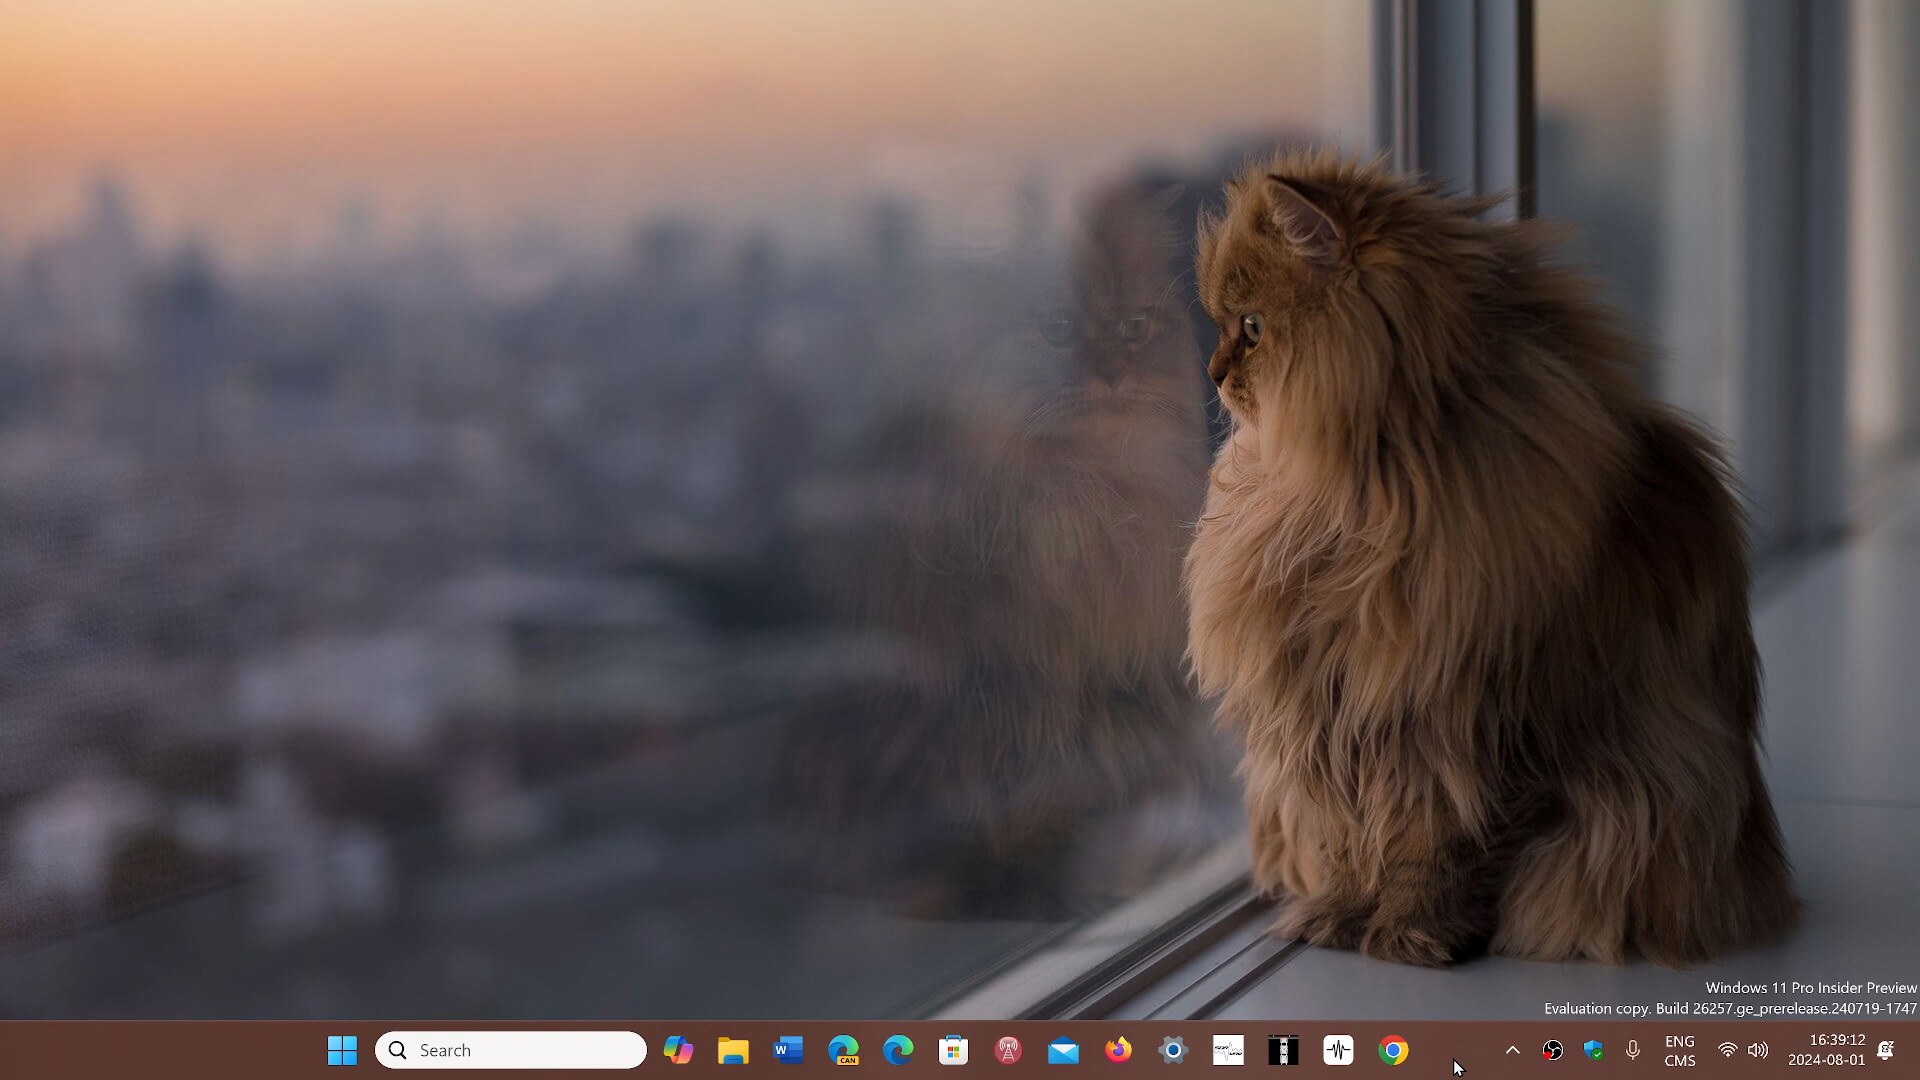 Windows 11 Pro Insider Preview
Evaluation copy. Build 26257.ge_prerelease.240719-1747
Search
W
CAN
ENG
CMS
16:39:12
2024-08-01